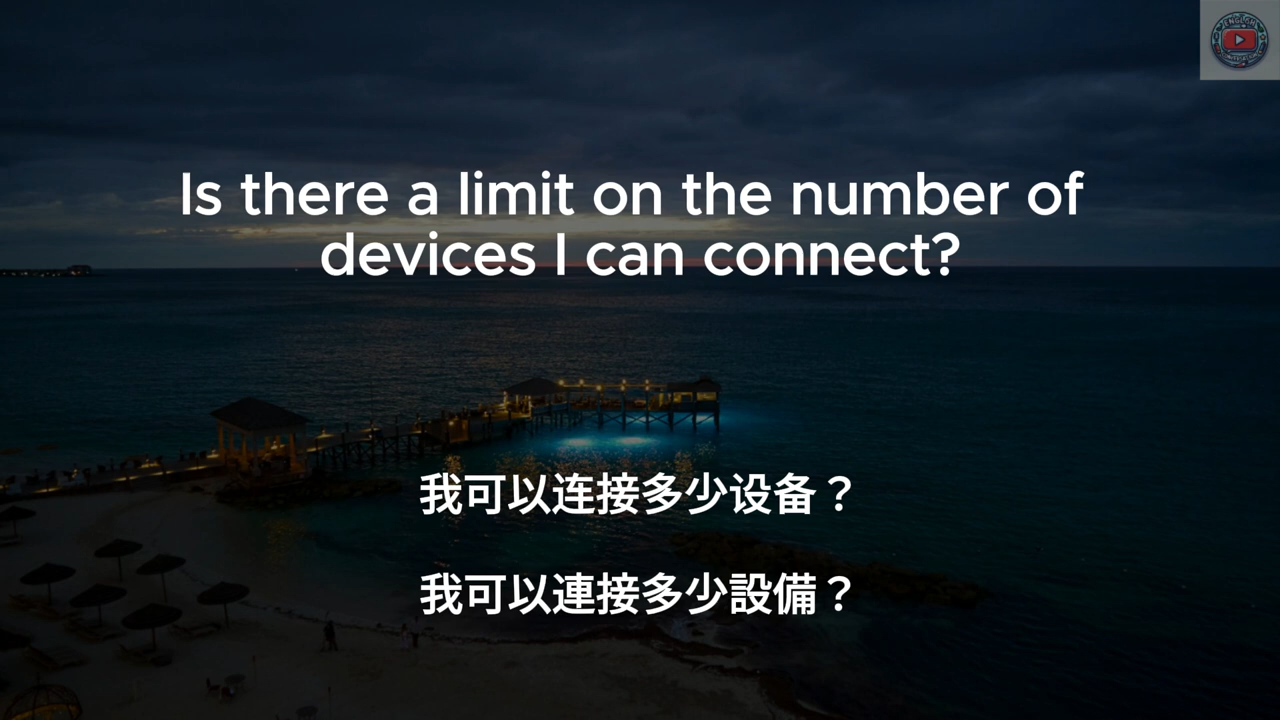 Is there a limit on the number of
devices I can connect?
我可以连接多少设备？
我可以連接多少設備？